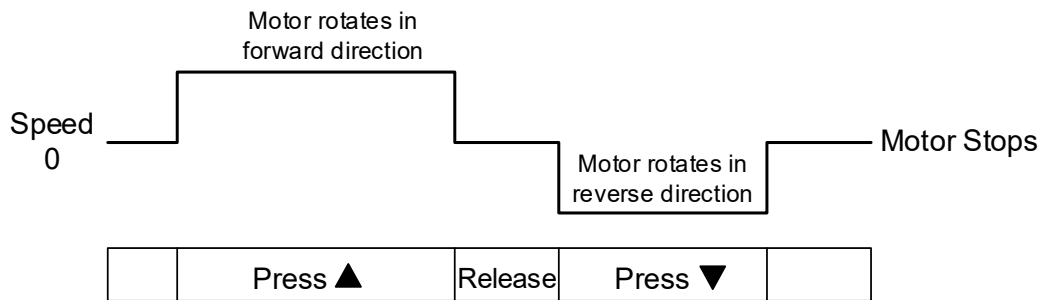 Motor rotates in
forward direction
Speed
0
Motor Stops
Motor rotates in
reverse direction
Press ▲
Release
Press ▼